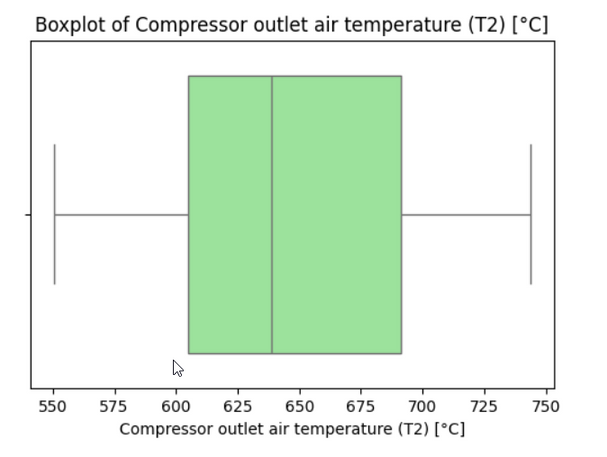 Boxplot of Compressor outlet air temperature (T2) [°C]
550 575 600 625 650 675 700 725 750
Compressor outlet air temperature (T2) [°C]